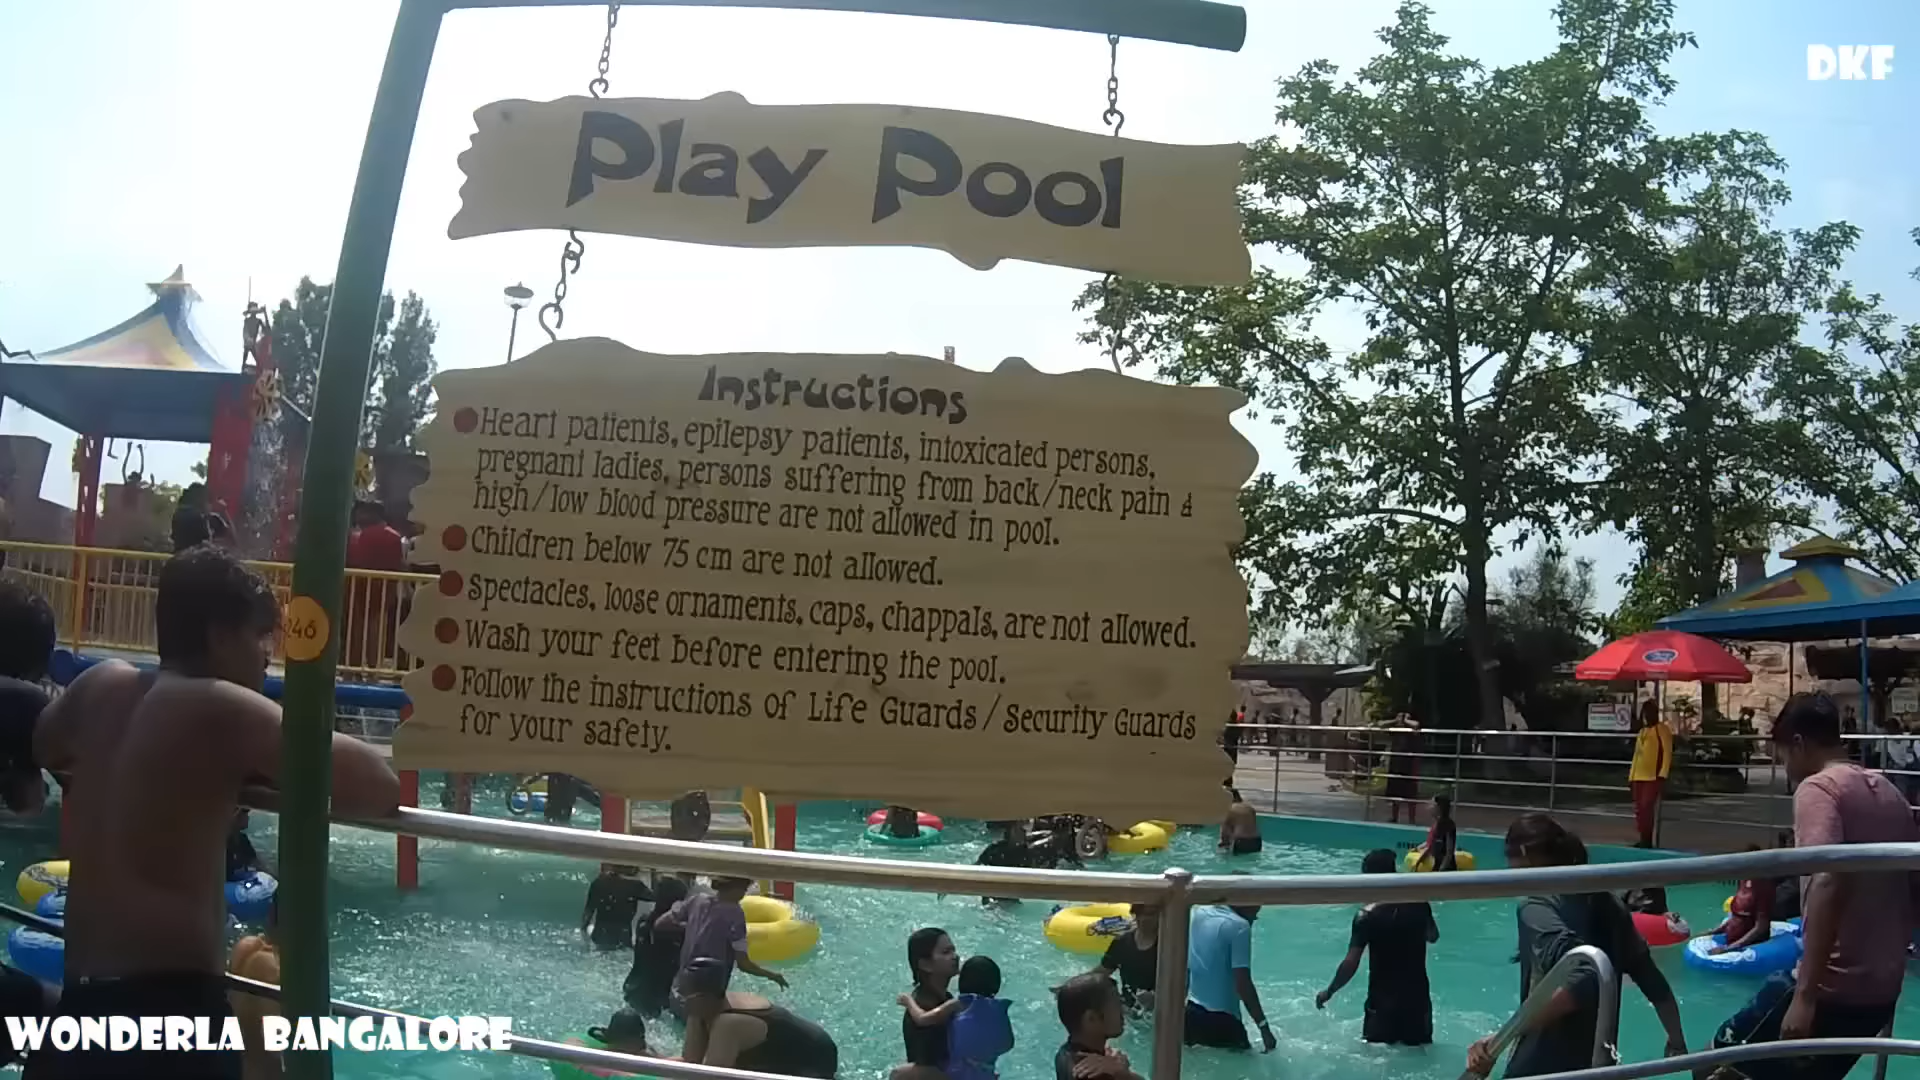 DKF
Play Pool
Instructions
Heart patients, epilepsy patients, intoxicated persons,
pregnant ladies, persons suffering from back/neck pain &
high/low blood pressure are not allowed in pool.
Children below 75 cm are not allowed.
Spectacles, loose ornaments, caps, chappals, are not allowed.
Wash your feet before entering the pool.
Follow the instructions of Life Guards / Security Guards
for your safety.
246
WONDERLA BANGALORE